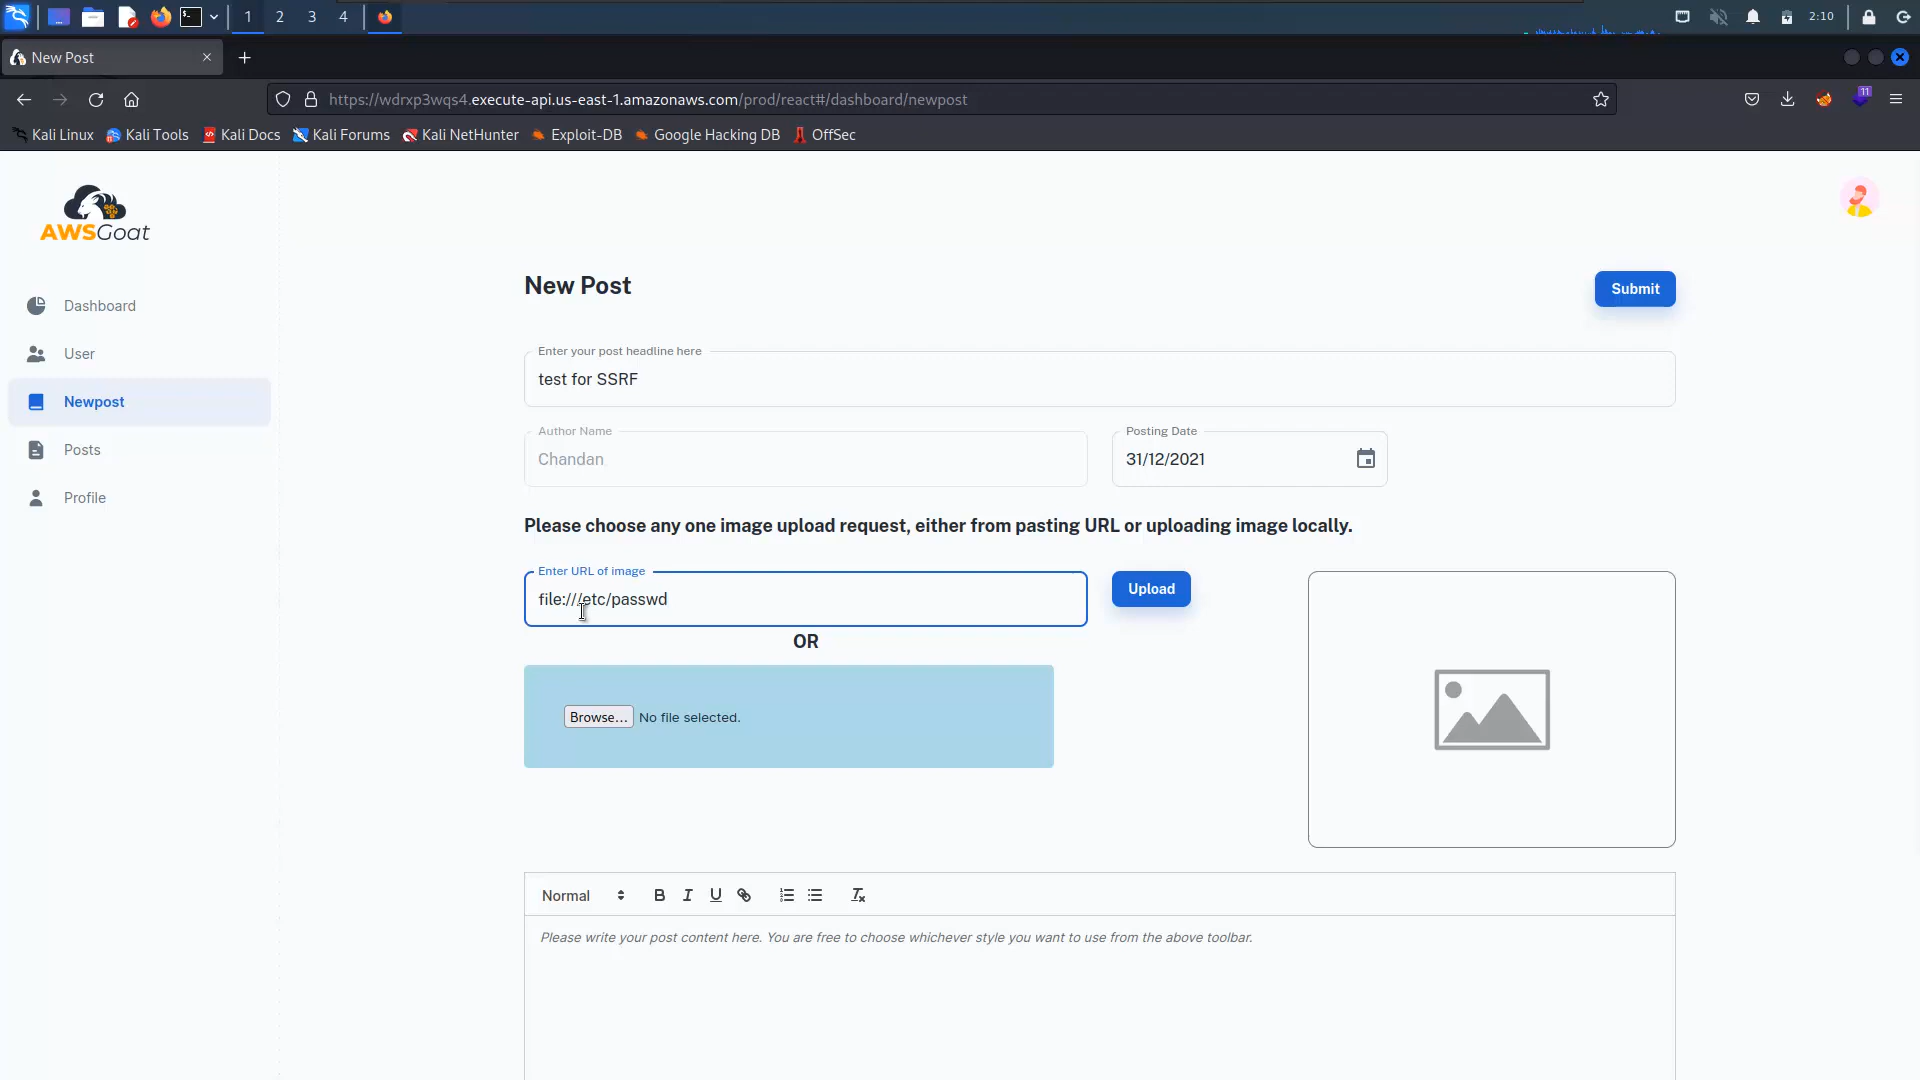 1 2 3 4
2:10
New Post
https://wdrxp3wqs4.execute-api.us-east-1.amazonaws.com/prod/react#/dashboard/newpost
11
Kali Linux Kali Tools Kali Docs Kali Forums Kali NetHunter Exploit-DB Google Hacking DB OffSec
AWSGoat
Dashboard
User
Newpost
Posts
Profile
New Post
Submit
Enter your post headline here
test for SSRF
Author Name
Chandan
Posting Date
31/12/2021
Please choose any one image upload request, either from pasting URL or uploading image locally.
Enter URL of image
file:///etc/passwd
Upload
OR
Browse... No file selected.
Normal B I U
Please write your post content here. You are free to choose whichever style you want to use from the above toolbar.